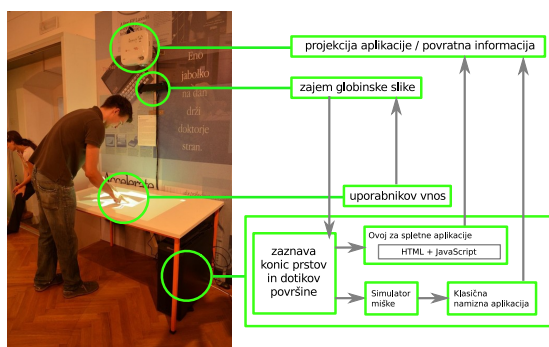 Eno
jabolko
na dan
drži
doktorje
stran.
Accelerate
projekcija aplikacije / povratna informacija
zajem globinske slike
uporabnikov vnos
zaznava
konic prstov
in dotikov
površine
Ovoj za spletne aplikacije
HTML + JavaScript
Simulator
miške
Klasična
namizna aplikacija